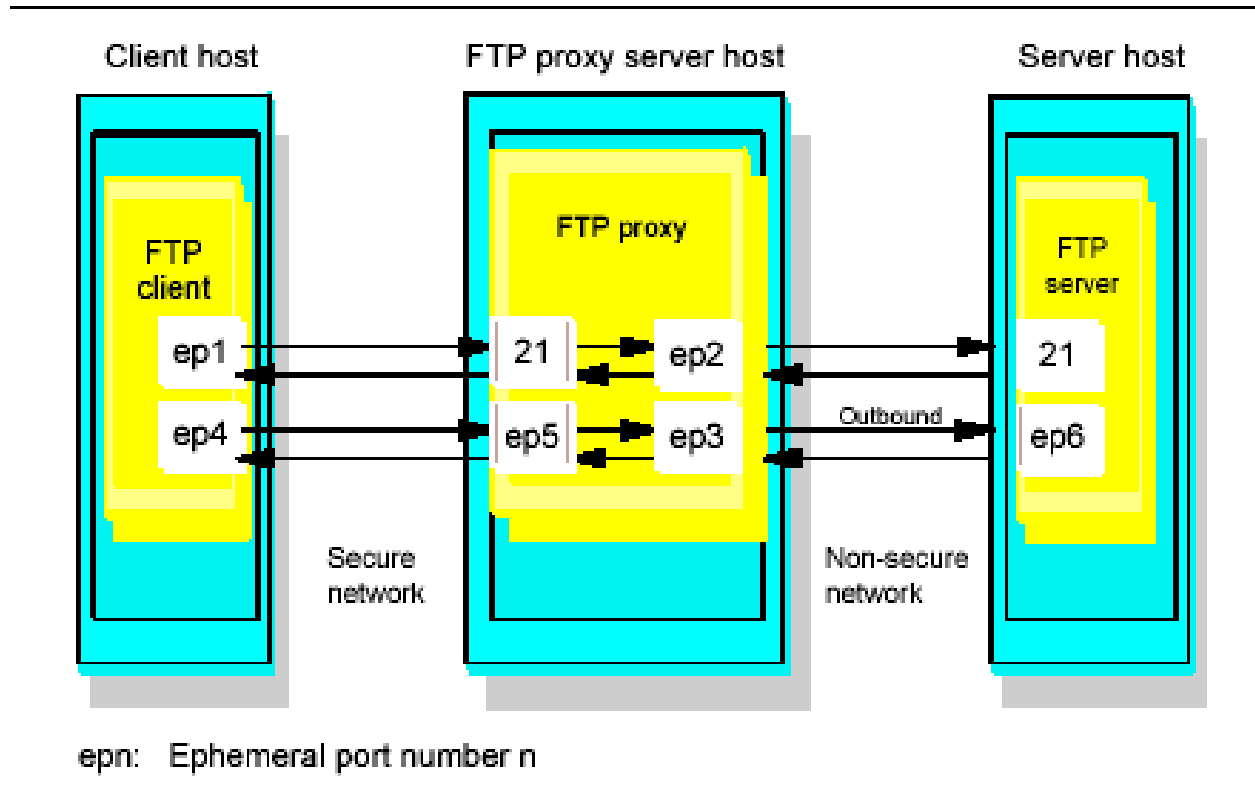 Client host
FTP proxy server host
Server host
FTP
client
FTP proxy
FTP
server
ep1
21
ep2
21
ep4
ep5
ep3
Outbound
ep6
Secure
network
Non-secure
network
epn: Ephemeral port number n